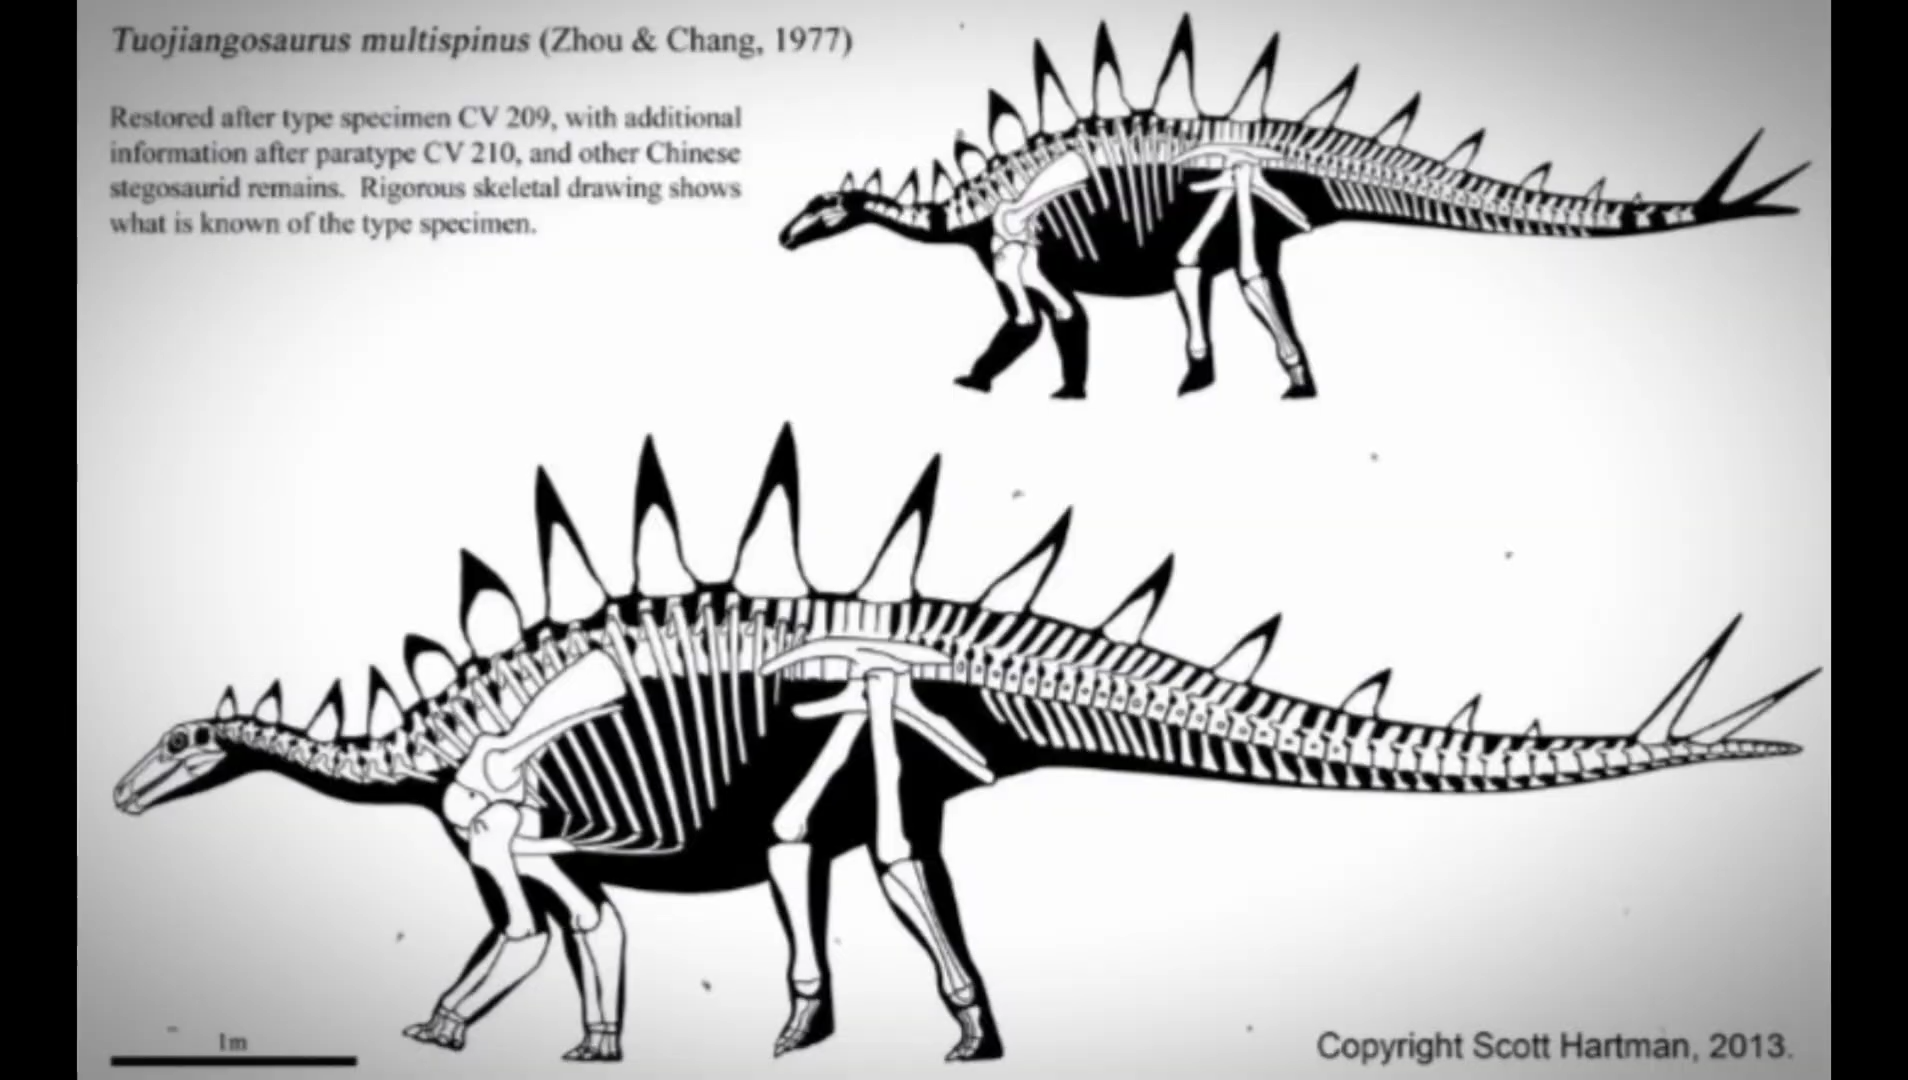 Tuojiangosaurus multispinus (Zhou & Chang, 1977)
Restored after type specimen CV 209, with additional
information after paratype CV 210, and other Chinese
stegosaurid remains. Rigorous skeletal drawing shows
what is known of the type specimen.
1m
Copyright Scott Hartman, 2013.